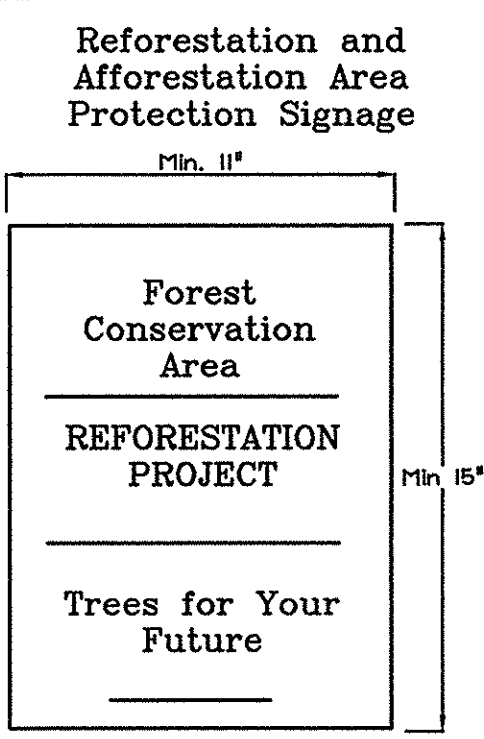 Reforestation and
Afforestation Area
Protection Signage
Min. 11"
Forest
Conservation
Area
REFORESTATION
PROJECT
Min 15"
Trees for Your
Future